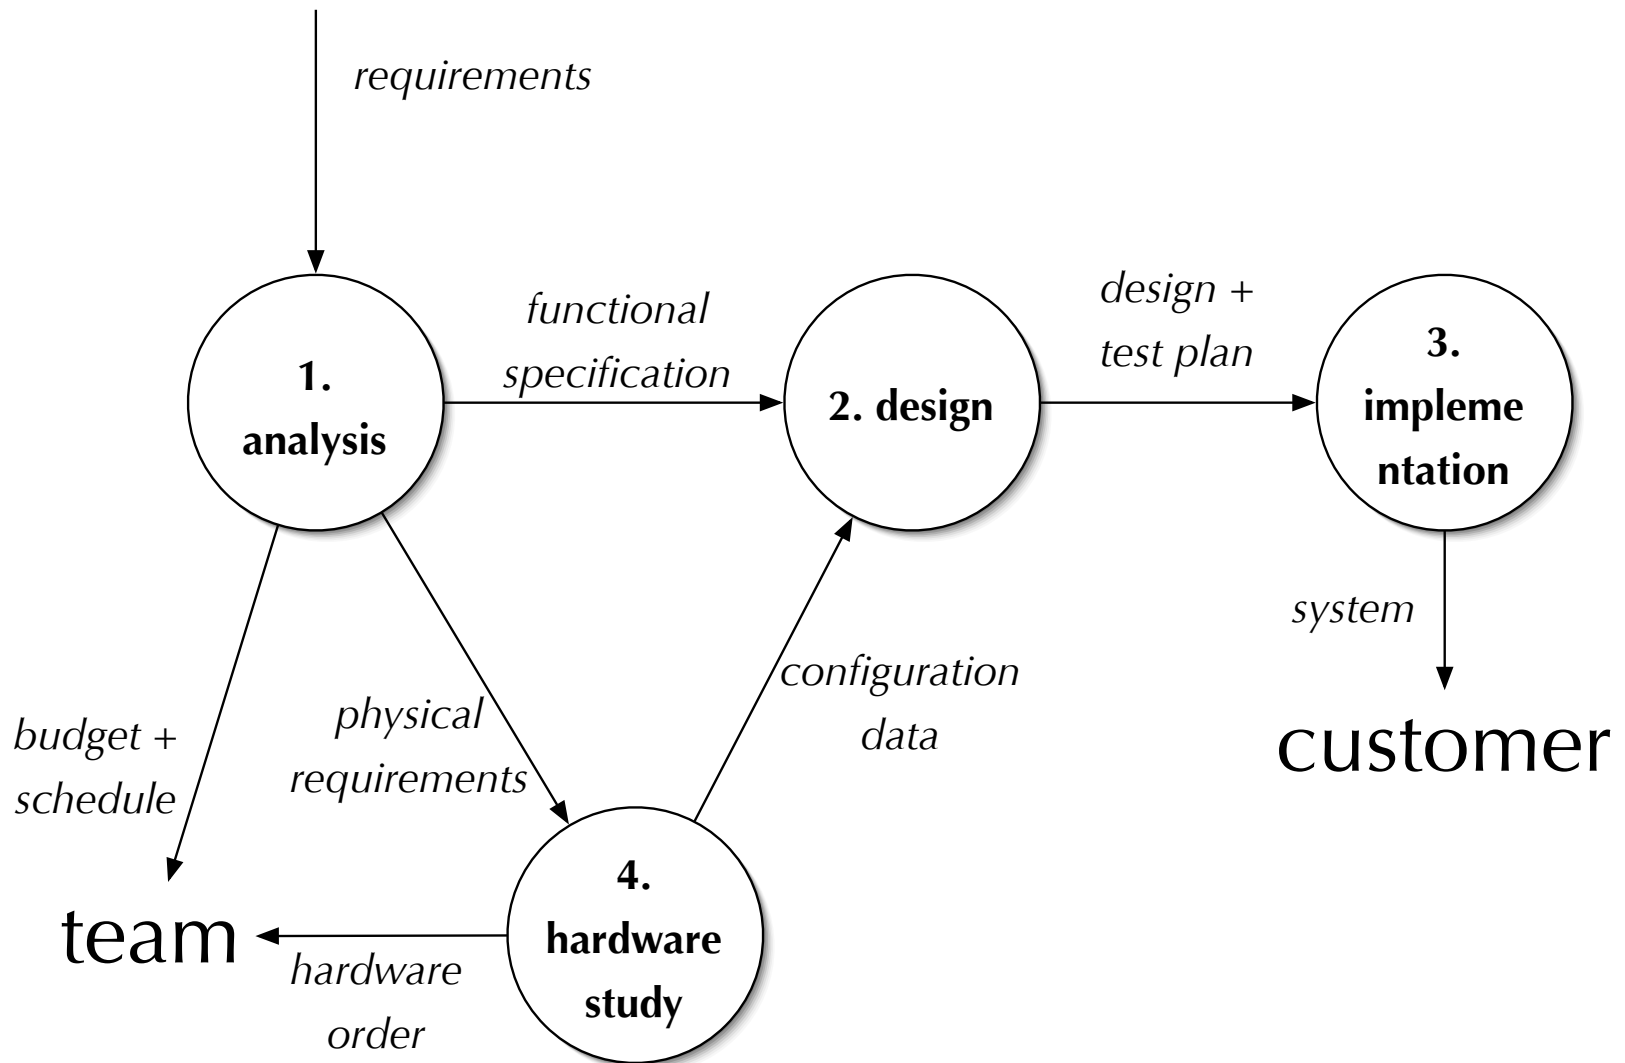 requirements
functional
specification
design +
test plan
1.
analysis
2. design
3.
impleme
ntation
system
configuration
data
physical
requirements
budget +
schedule
customer
4.
hardware
study
team
hardware
order